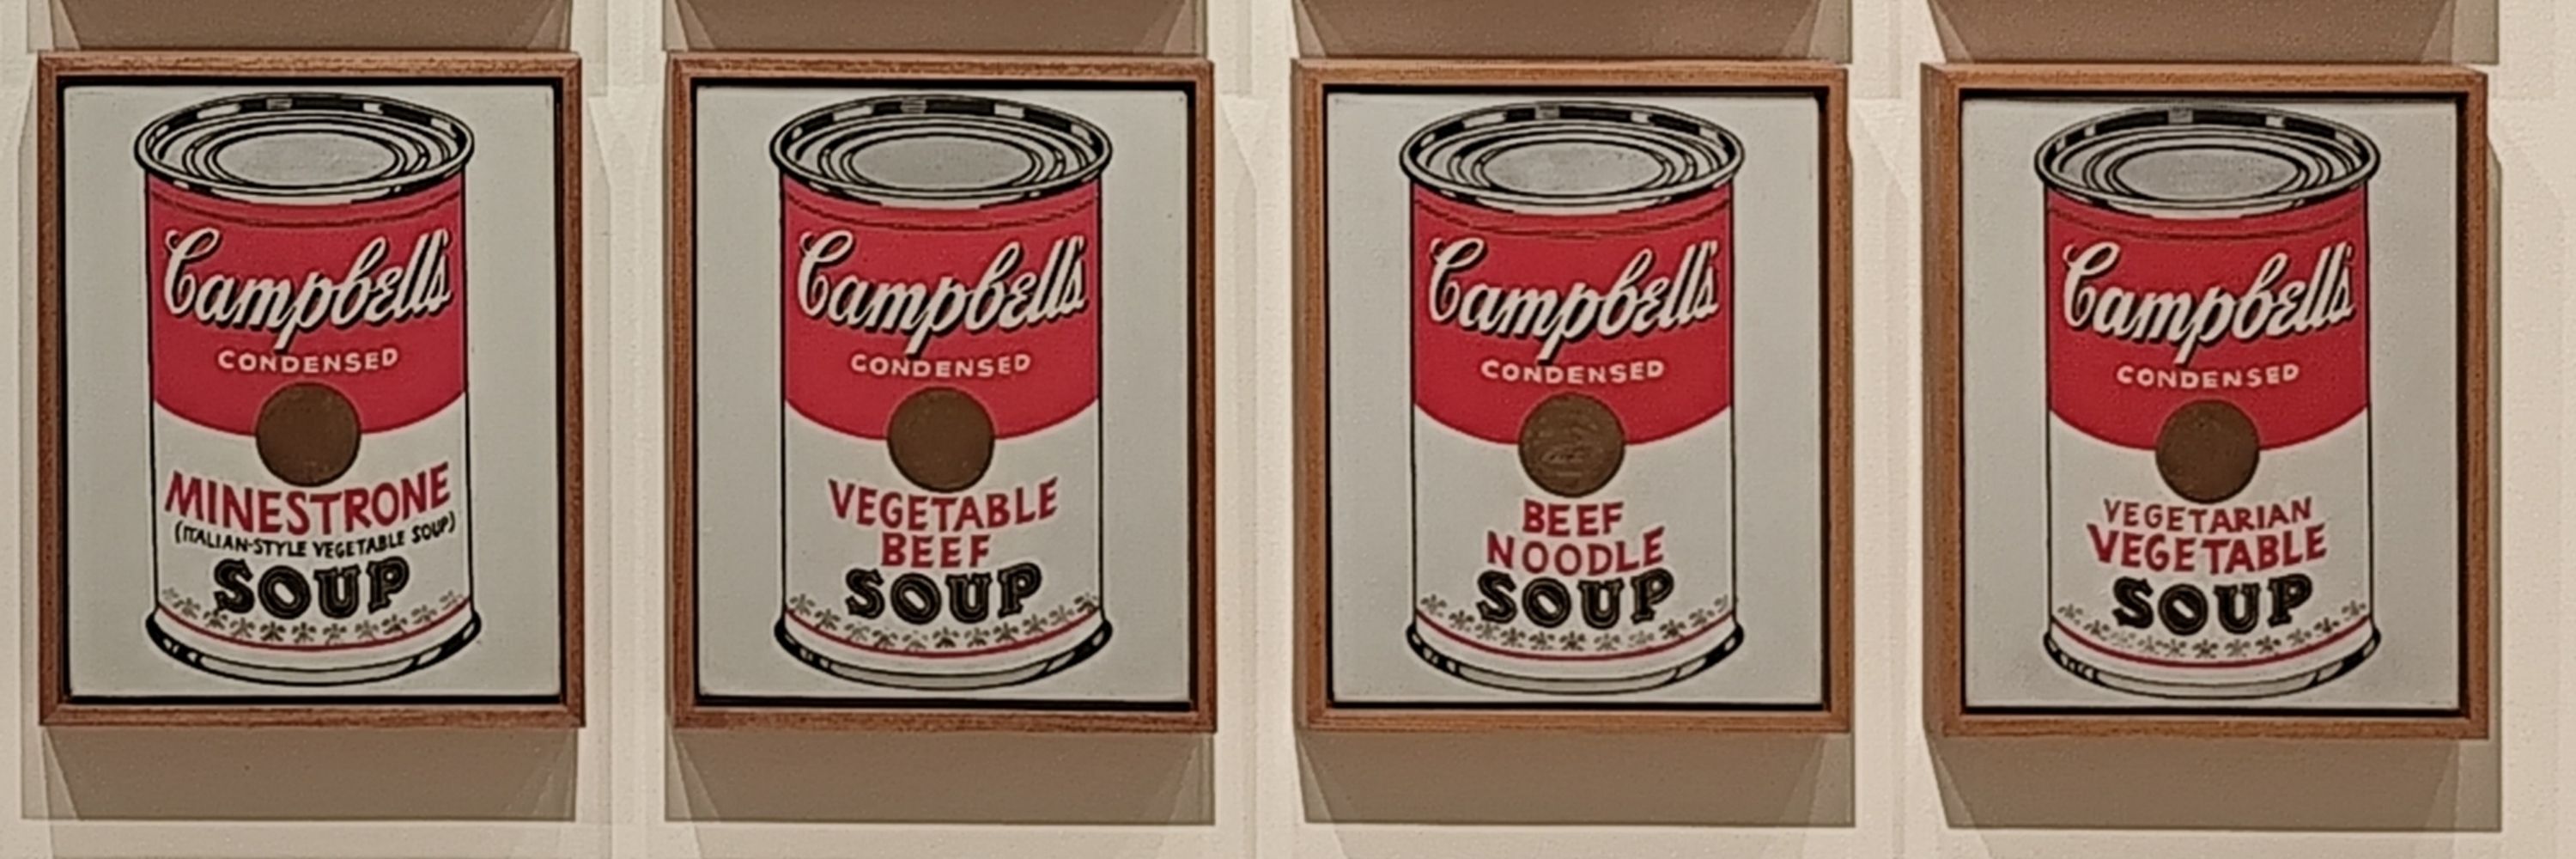 Campbell's
CONDENSED
MINESTRONE
(ITALIAN-STYLE VEGETABLE SOUP)
SOUP
Campbell's
CONDENSED
VEGETABLE
BEEF
SOUP
Campbell's
CONDENSED
BEEF
NOODLE
SOUP
Campbell's
CONDENSED
VEGETARIAN
VEGETABLE
SOUP